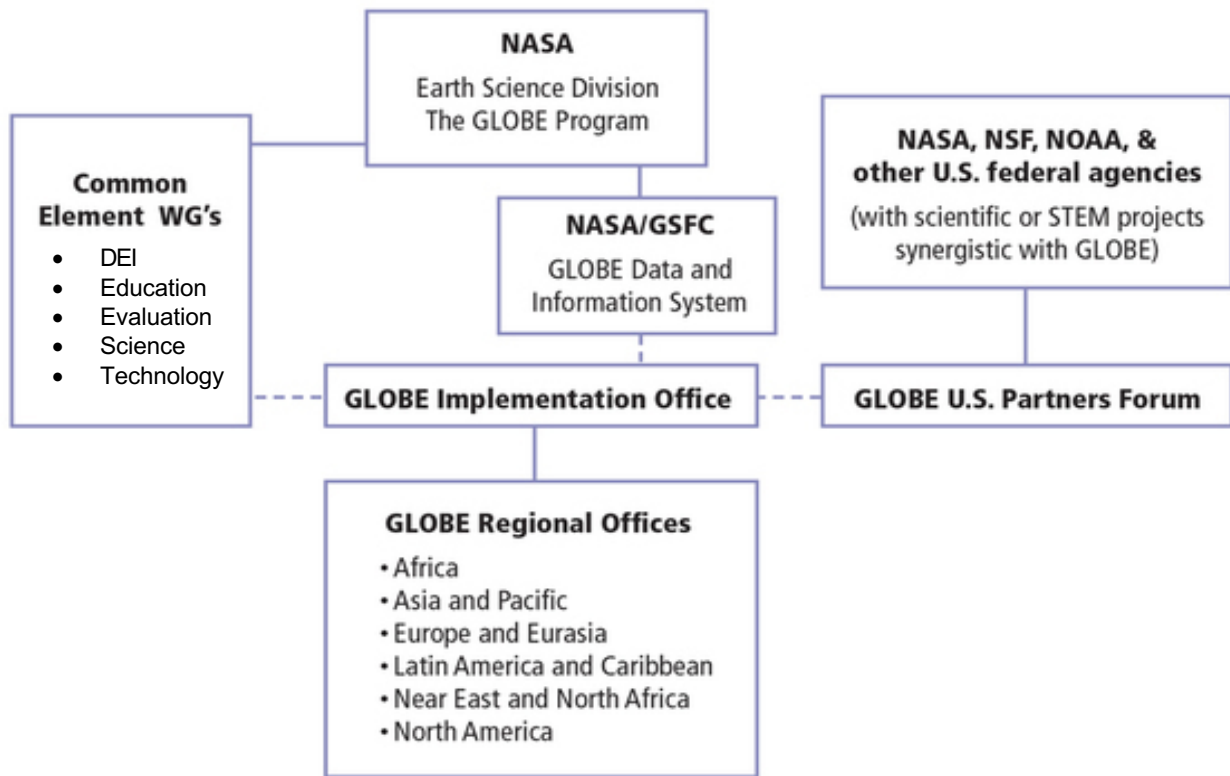 NASA
Earth Science Division
The GLOBE Program
Common
Element WG's
• DEI
• Education
• Evaluation
• Science
• Technology
NASA/GSFC
GLOBE Data and
Information System
NASA, NSF, NOAA, &
other U.S. federal agencies
(with scientific or STEM projects
synergistic with GLOBE)
GLOBE Implementation Office
GLOBE U.S. Partners Forum
GLOBE Regional Offices
• Africa
• Asia and Pacific
• Europe and Eurasia
• Latin America and Caribbean
• Near East and North Africa
• North America